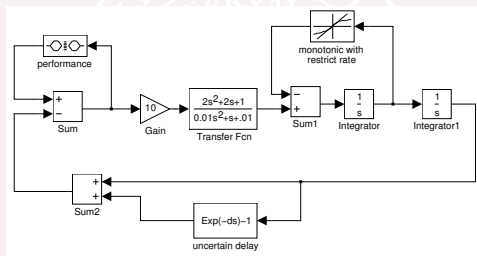 monotonic with
restrict rate
performance
+
−
Sum
10
Gain
2s²+2s+1
0.01s²+s+.01
Transfer Fcn
−
+
Sum1
1
s
Integrator
1
s
Integrator1
+
+
Sum2
Exp(−ds)−1
uncertain delay